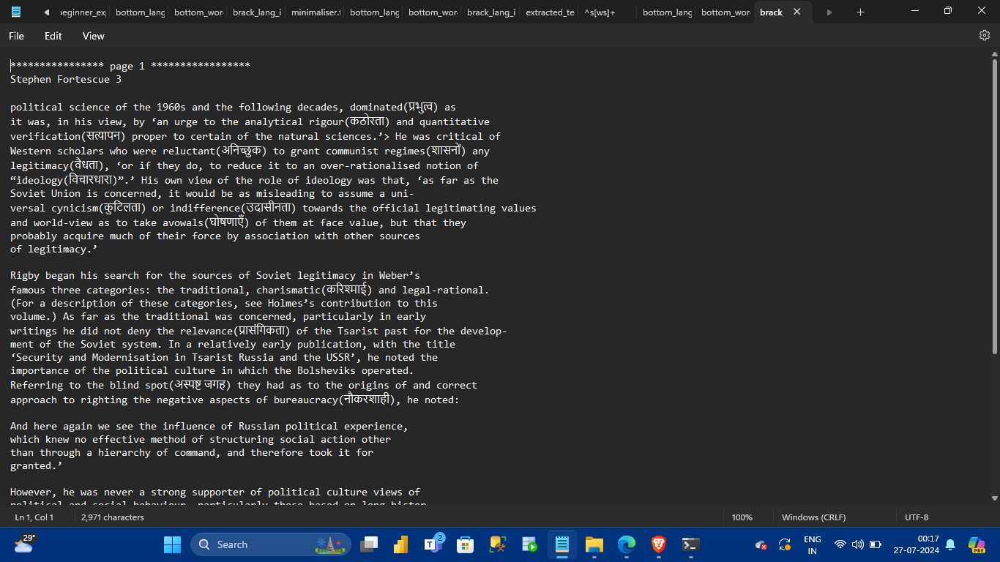 beginner_ex
bottom_lang
bottom_wor
brack_lang_i
minimaliser.t
bottom_lang
bottom_wor
brack_lang_i
extracted_te
^s[ws]+
bottom_lang
bottom_wor
brack
File
Edit
View
**************** page 1 *****************
Stephen Fortescue 3
political science of the 1960s and the following decades, dominated(प्रभुत्व) as
it was, in his view, by ‘an urge to the analytical rigour(कठोरता) and quantitative
verification(सत्यापन) proper to certain of the natural sciences.’> He was critical of
Western scholars who were reluctant(अनिच्छुक) to grant communist regimes(शासनों) any
legitimacy(वैधता), ‘or if they do, to reduce it to an over-rationalised notion of
“ideology(विचारधारा)”.’ His own view of the role of ideology was that, ‘as far as the
Soviet Union is concerned, it would be as misleading to assume a uni-
versal cynicism(कुटिलता) or indifference(उदासीनता) towards the official legitimating values
and world-view as to take avowals(घोषणाएँ) of them at face value, but that they
probably acquire much of their force by association with other sources
of legitimacy.’
Rigby began his search for the sources of Soviet legitimacy in Weber’s
famous three categories: the traditional, charismatic(करिश्माई) and legal-rational.
(For a description of these categories, see Holmes’s contribution to this
volume.) As far as the traditional was concerned, particularly in early
writings he did not deny the relevance(प्रासंगिकता) of the Tsarist past for the develop-
ment of the Soviet system. In a relatively early publication, with the title
‘Security and Modernisation in Tsarist Russia and the USSR’, he noted the
importance of the political culture in which the Bolsheviks operated.
Referring to the blind spot(अस्पष्ट जगह) they had as to the origins of and correct
approach to righting the negative aspects of bureaucracy(नौकरशाही), he noted:
And here again we see the influence of Russian political experience,
which knew no effective method of structuring social action other
than through a hierarchy of command, and therefore took it for
granted.’
However, he was never a strong supporter of political culture views of
political and social behaviour, particularly those based on long-histor
Ln 1, Col 1
2,971 characters
100%
Windows (CRLF)
UTF-8
29°
Search
2
ENG
IN
00:17
27-07-2024
PRE